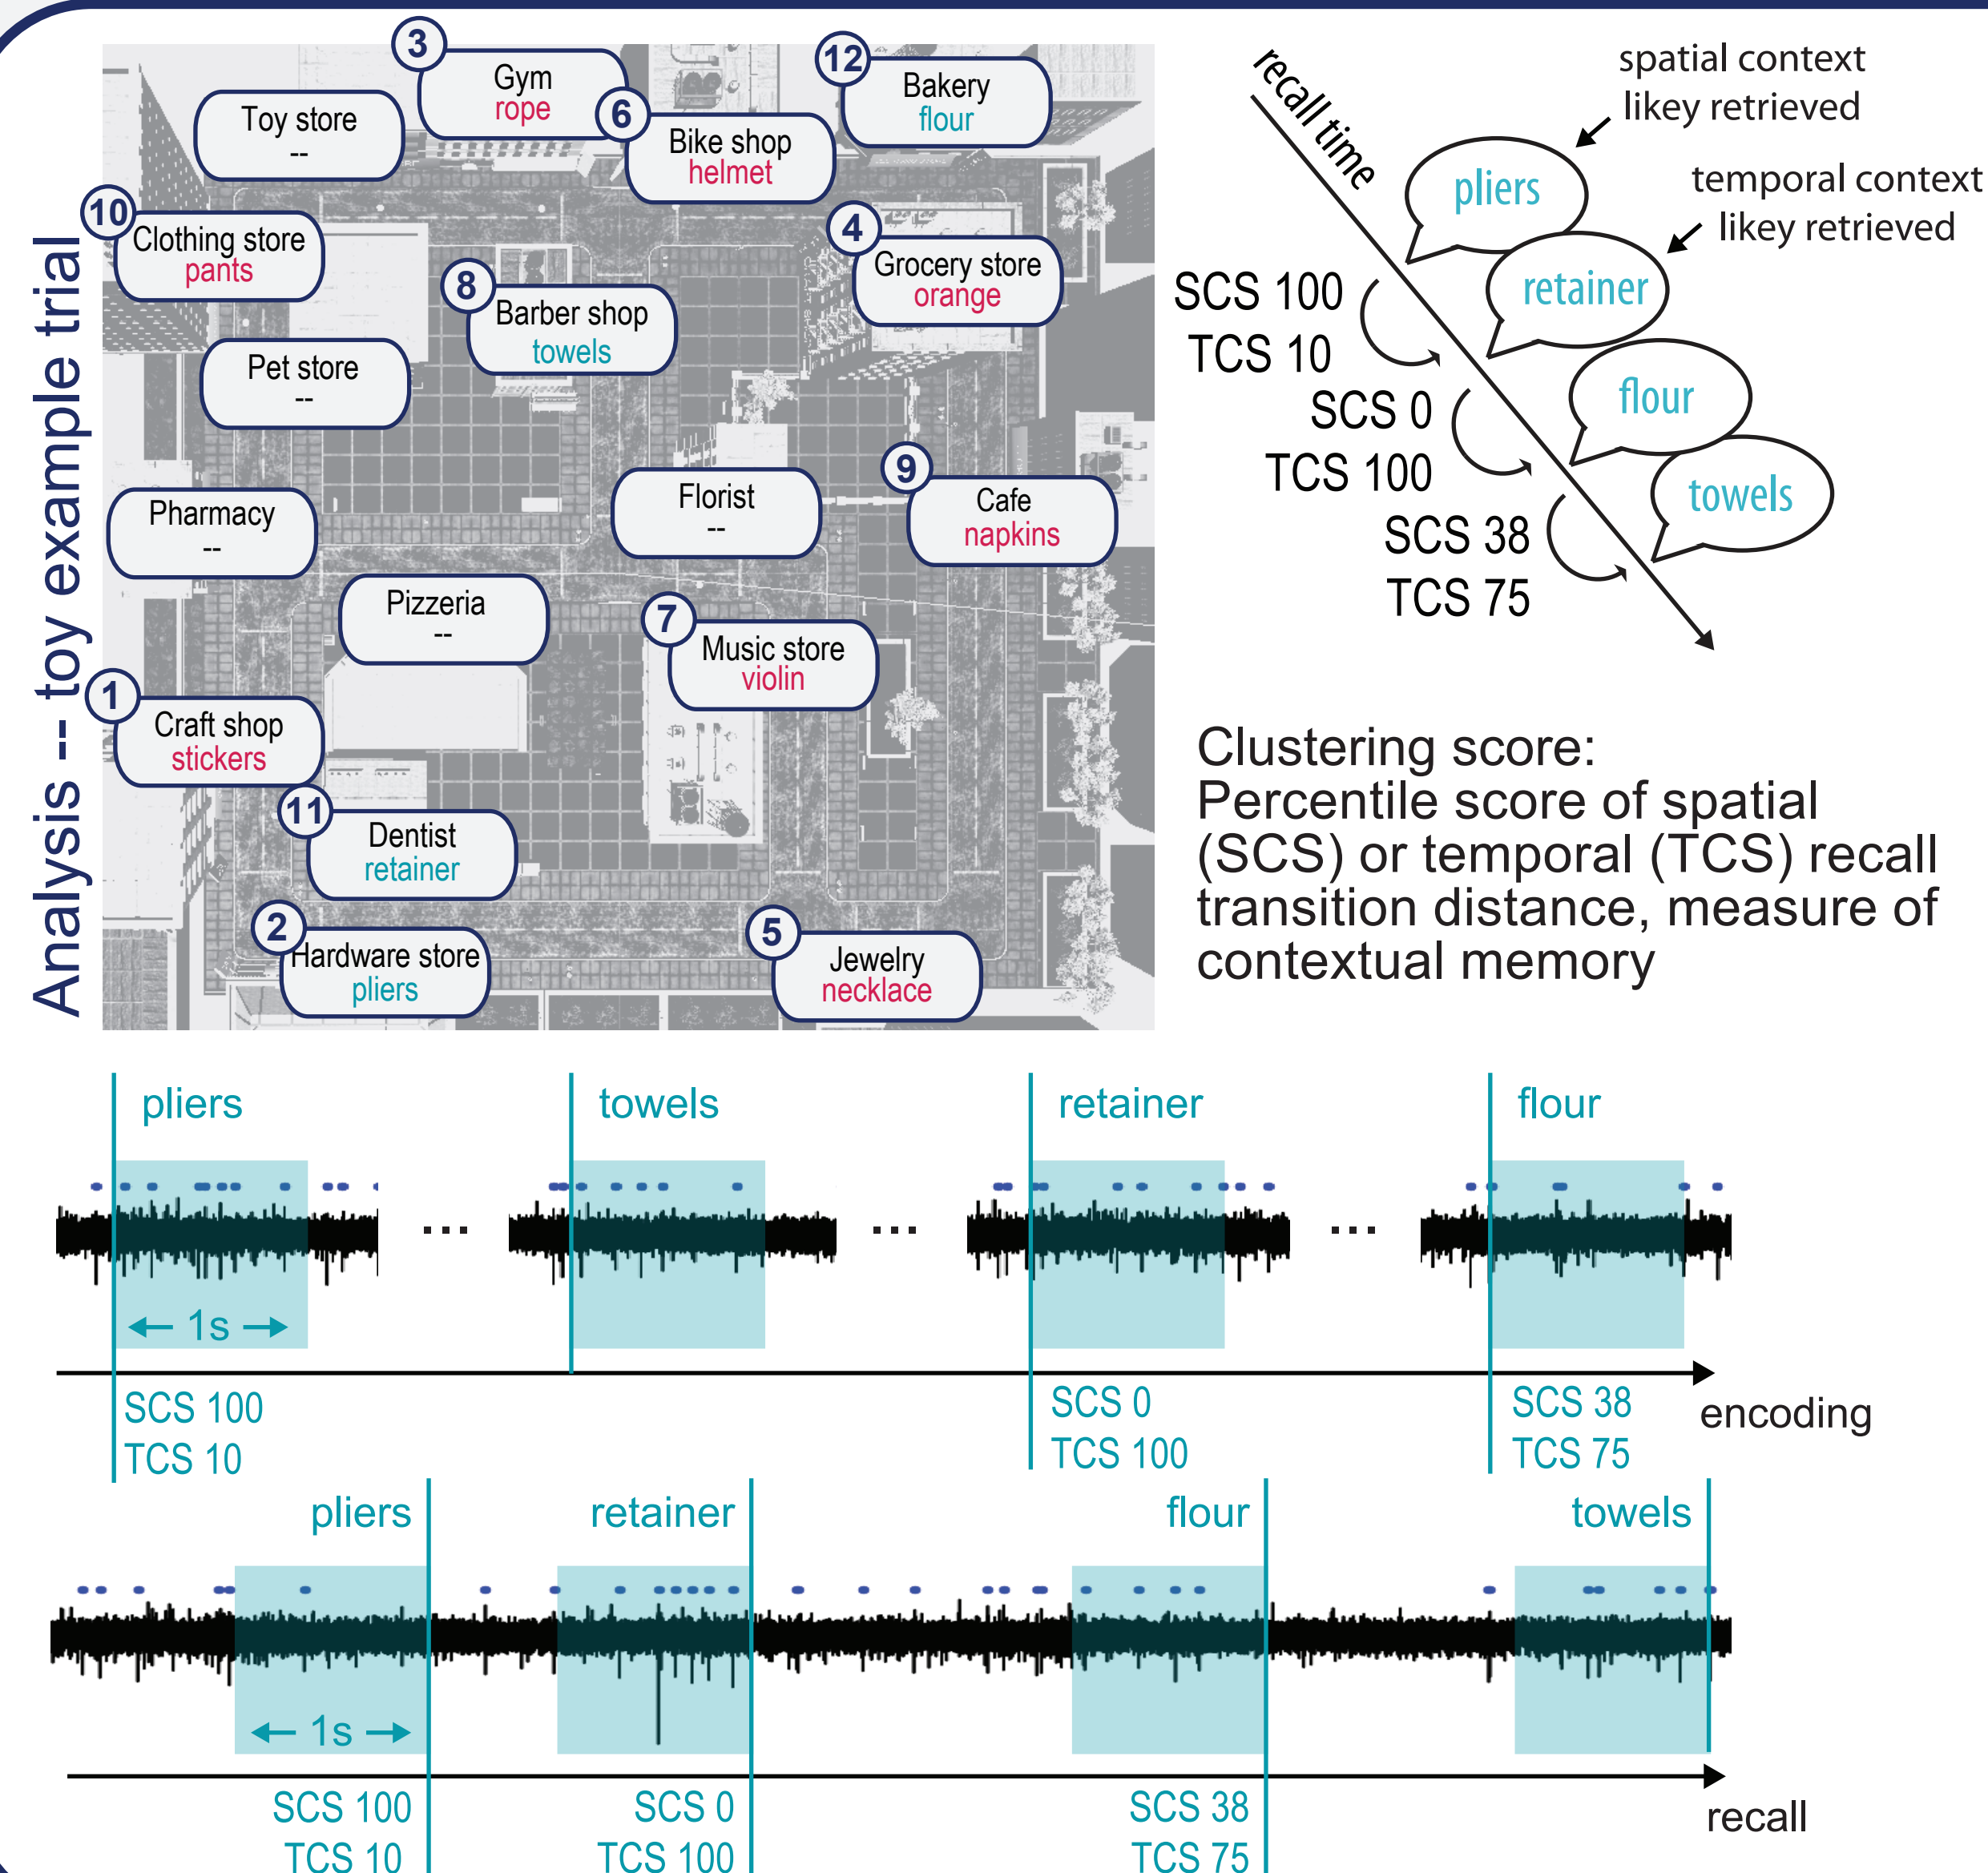 Analysis -- toy example trial
3
Gym
rope
12
Bakery
flour
Toy store
--
6
Bike shop
helmet
10
Clothing store
pants
4
Grocery store
orange
8
Barber shop
towels
Pet store
--
9
Cafe
napkins
Florist
--
Pharmacy
--
Pizzeria
--
7
Music store
violin
1
Craft shop
stickers
11
Dentist
retainer
2
Hardware store
pliers
5
Jewelry
necklace
recall time
spatial context
likey retrieved
pliers
temporal context
likey retrieved
retainer
SCS 100
TCS 10
flour
SCS 0
TCS 100
towels
SCS 38
TCS 75
Clustering score:
Percentile score of spatial
(SCS) or temporal (TCS) recall
transition distance, measure of
contextual memory
pliers
towels
retainer
flour
... ... ...
1s
SCS 100
TCS 10
SCS 0
TCS 100
SCS 38
TCS 75
encoding
pliers
retainer
flour
towels
1s
SCS 100
TCS 10
SCS 0
TCS 100
SCS 38
TCS 75
recall